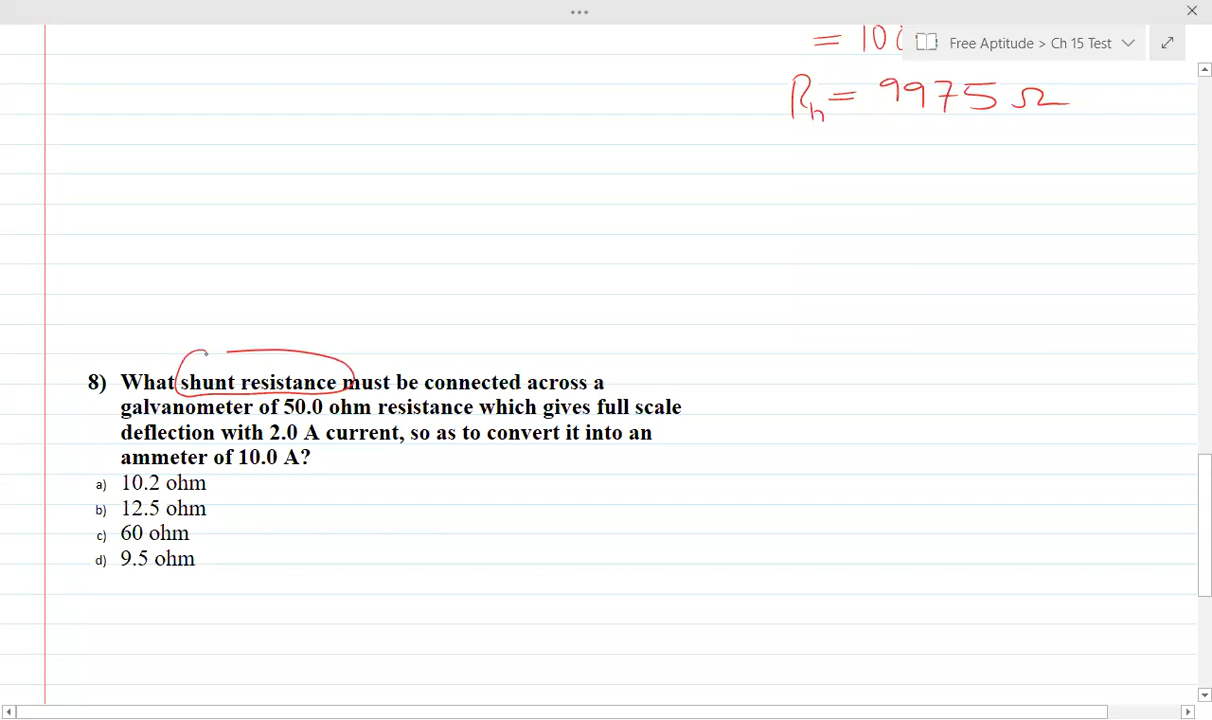 Free Aptitude > Ch 15 Test
= 10
Rh = 9975 Ω
8) What shunt resistance must be connected across a
galvanometer of 50.0 ohm resistance which gives full scale
deflection with 2.0 A current, so as to convert it into an
ammeter of 10.0 A?
a) 10.2 ohm
b) 12.5 ohm
c) 60 ohm
d) 9.5 ohm